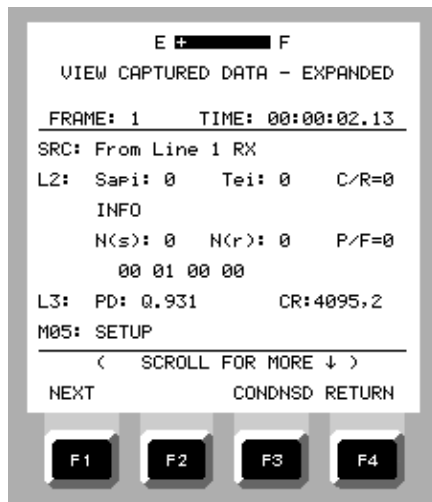 E + F
VIEW CAPTURED DATA - EXPANDED
FRAME: 1 TIME: 00:00:02.13
SRC: From Line 1 RX
L2: Sapi: 0 Tei: 0 C/R=0
INFO
N(s): 0 N(r): 0 P/F=0
00 01 00 00
L3: PD: Q.931 CR:4095,2
M05: SETUP
( SCROLL FOR MORE ↓ )
NEXT CONDNSD RETURN
F1 F2 F3 F4